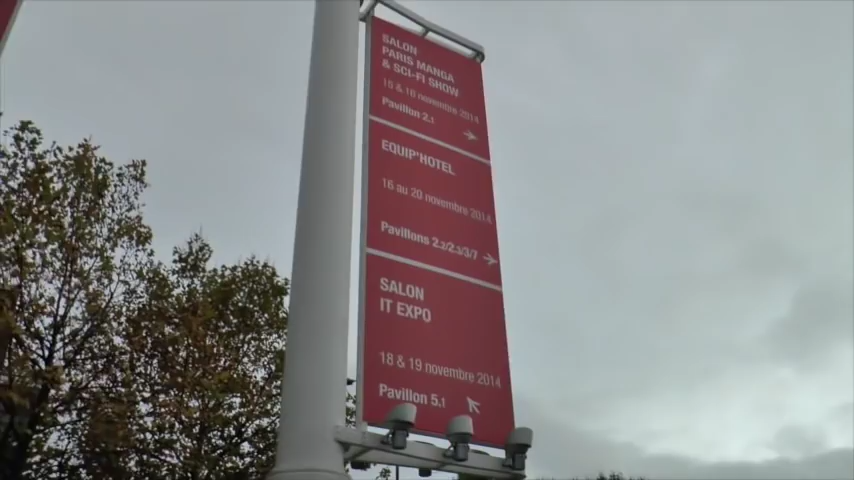 SALON
PARIS MANGA
& SCI-FI SHOW
15 & 16 novembre 2014
Pavillon 2.1
EQUIP'HOTEL
16 au 20 novembre 2014
Pavillons 2.2/2.3/3/7
SALON
IT EXPO
18 & 19 novembre 2014
Pavillon 5.1